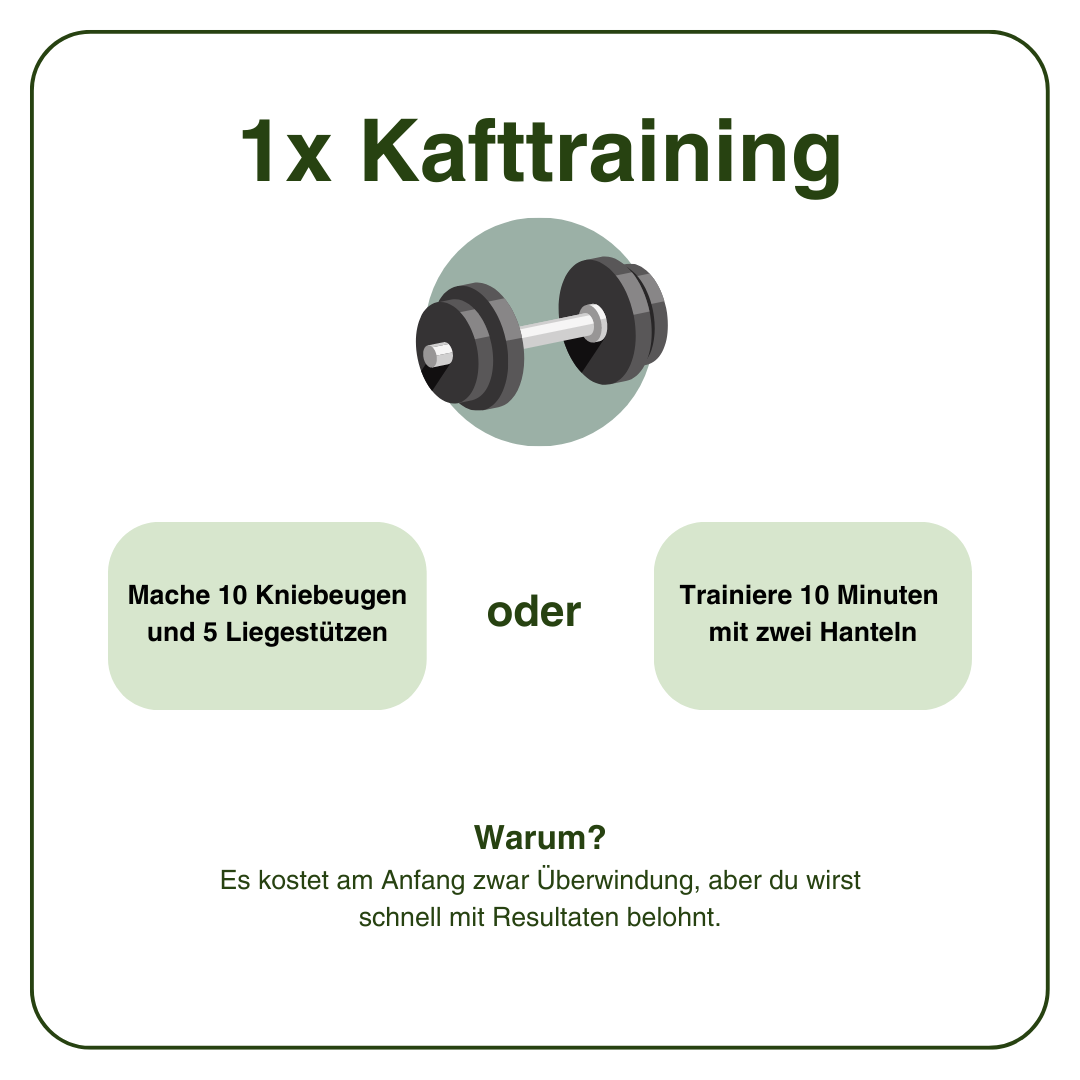 1x Kafttraining
Mache 10 Kniebeugen
und 5 Liegestützen
oder
Trainiere 10 Minuten
mit zwei Hanteln
Warum?
Es kostet am Anfang zwar Überwindung, aber du wirst
schnell mit Resultaten belohnt.